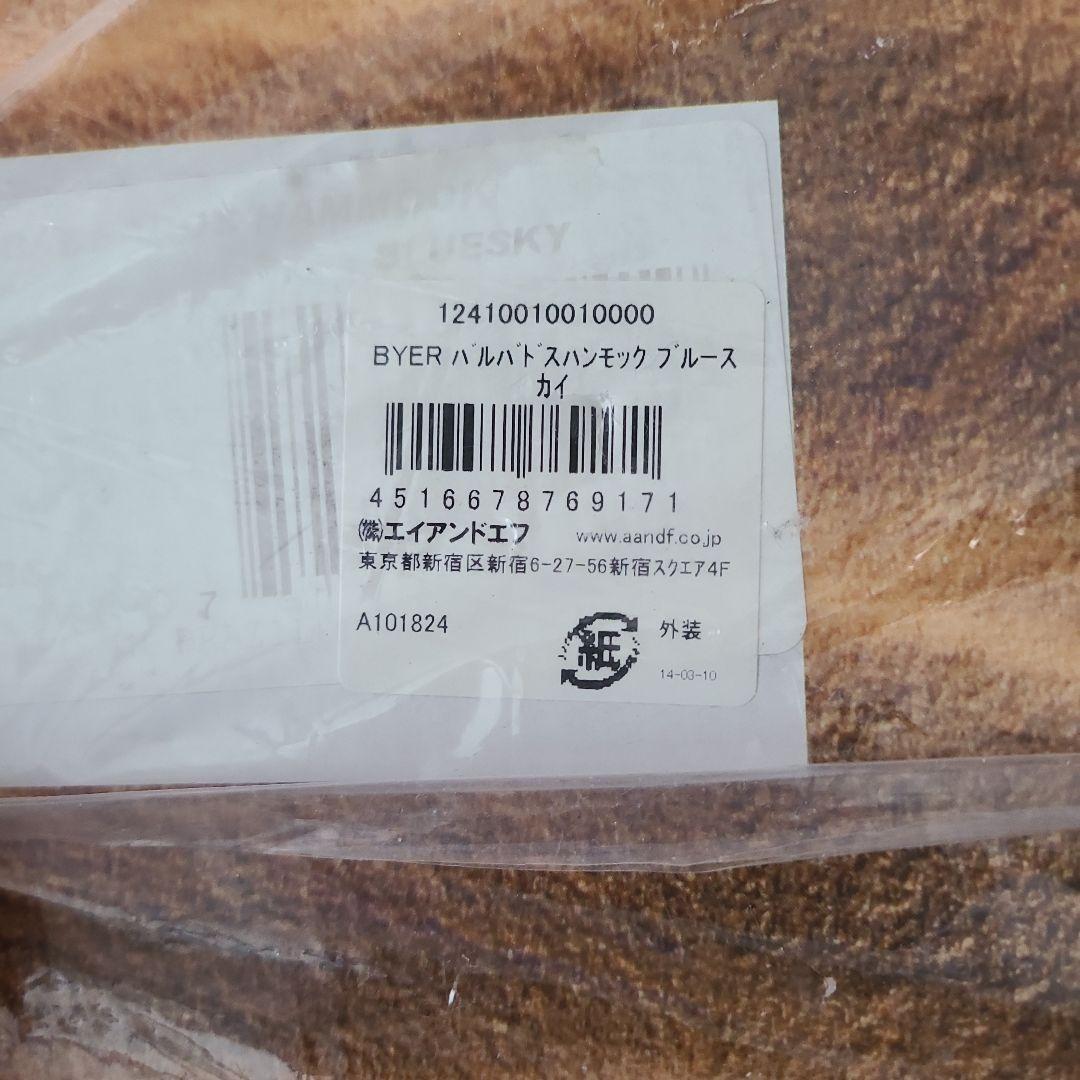 BLUESKY
12410010010000
BYER ﾊﾞﾙﾊﾞﾄﾞｽﾊﾝﾓｯｸ ﾌﾞﾙｰｽ
ｶｲ
4516678769171
㈱エイアンドエフ www.aandf.co.jp
東京都新宿区新宿6-27-56新宿ｽｸｴｱ4F
A101824
紙 外装
14-03-10
7